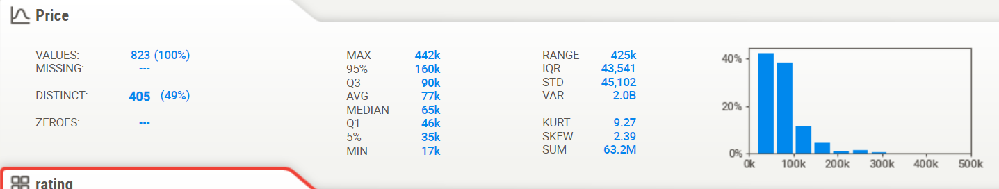 Price
VALUES: 823 (100%)
MISSING: ---
DISTINCT: 405 (49%)
ZEROES: ---
MAX 442k
95% 160k
Q3 90k
AVG 77k
MEDIAN 65k
Q1 46k
5% 35k
MIN 17k
RANGE 425k
IQR 43,541
STD 45,102
VAR 2.0B
KURT. 9.27
SKEW 2.39
SUM 63.2M
40%
20%
0%
0k 100k 200k 300k 400k 500k
rating